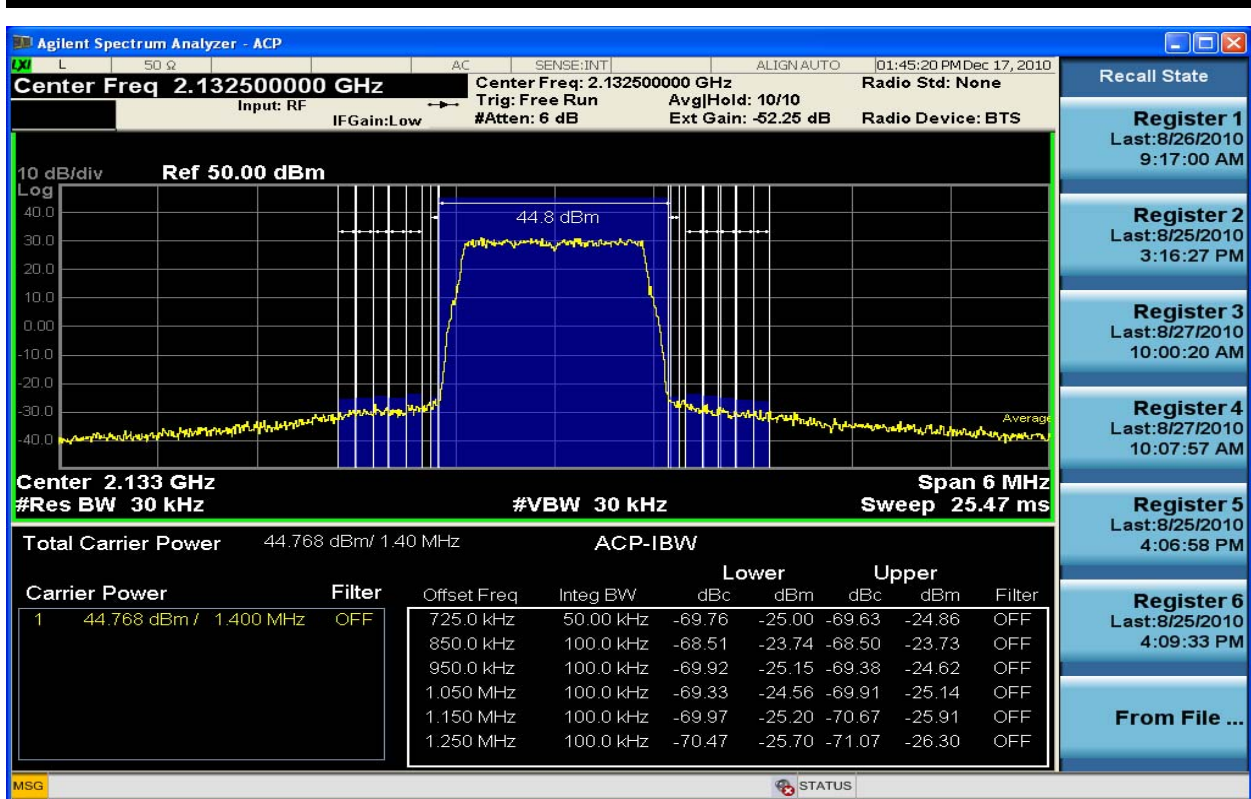 Agilent Spectrum Analyzer - ACP
LXI L 50 Ω AC SENSE:INT ALIGN AUTO 01:45:20 PM Dec 17, 2010
Center Freq 2.132500000 GHz
Input: RF
IFGain:Low
Center Freq: 2.132500000 GHz
Trig: Free Run
#Atten: 6 dB
Avg|Hold: 10/10
Ext Gain: -52.25 dB
Radio Std: None
Radio Device: BTS
10 dB/div Ref 50.00 dBm
Log
40.0
30.0
20.0
10.0
0.00
-10.0
-20.0
-30.0
-40.0
44.8 dBm
Average
Center 2.133 GHz Span 6 MHz
#Res BW 30 kHz #VBW 30 kHz Sweep 25.47 ms
Total Carrier Power 44.768 dBm/ 1.40 MHz ACP-IBW
Carrier Power Filter
1 44.768 dBm / 1.400 MHz OFF
Lower Upper
Offset Freq Integ BW dBc dBm dBc dBm Filter
725.0 kHz 50.00 kHz -69.76 -25.00 -69.63 -24.86 OFF
850.0 kHz 100.0 kHz -68.51 -23.74 -68.50 -23.73 OFF
950.0 kHz 100.0 kHz -69.92 -25.15 -69.38 -24.62 OFF
1.050 MHz 100.0 kHz -69.33 -24.56 -69.91 -25.14 OFF
1.150 MHz 100.0 kHz -69.97 -25.20 -70.67 -25.91 OFF
1.250 MHz 100.0 kHz -70.47 -25.70 -71.07 -26.30 OFF
MSG STATUS
Recall State
Register 1
Last:8/26/2010
9:17:00 AM
Register 2
Last:8/25/2010
3:16:27 PM
Register 3
Last:8/27/2010
10:00:20 AM
Register 4
Last:8/27/2010
10:07:57 AM
Register 5
Last:8/25/2010
4:06:58 PM
Register 6
Last:8/25/2010
4:09:33 PM
From File ...